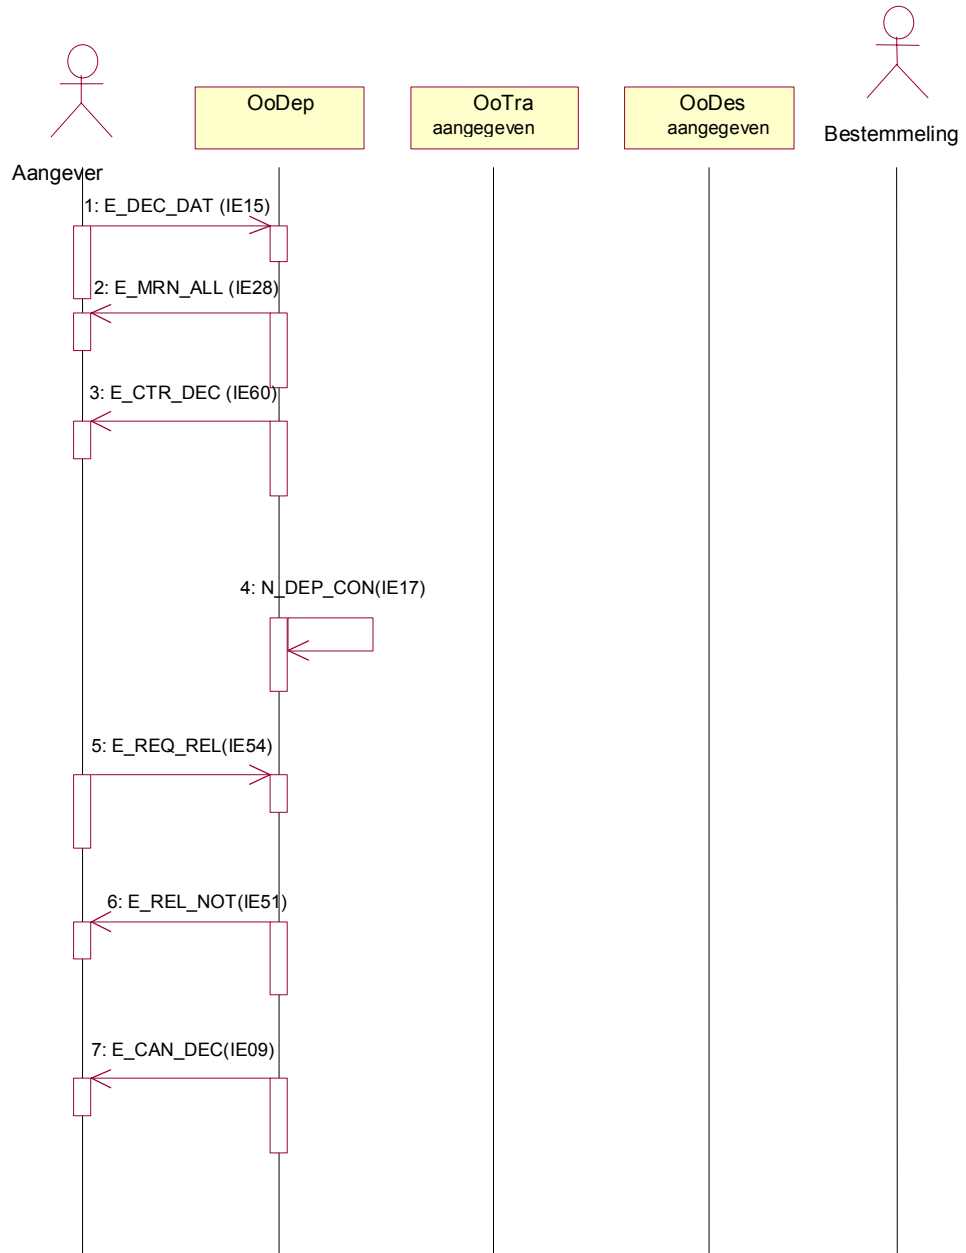 OoDep
OoTra
aangegeven
OoDes
aangegeven
Bestemmeling
Aangever
1: E_DEC_DAT (IE15)
2: E_MRN_ALL (IE28)
3: E_CTR_DEC (IE60)
4: N_DEP_CON(IE17)
5: E_REQ_REL(IE54)
6: E_REL_NOT(IE51)
7: E_CAN_DEC(IE09)